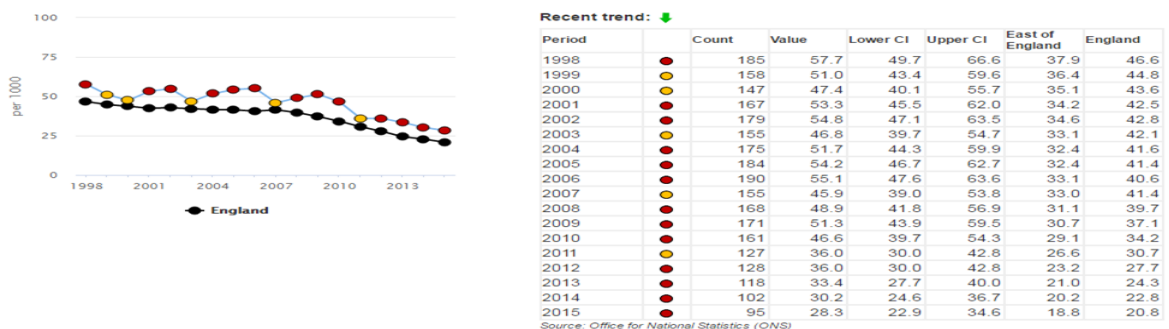 100
75
50
25
0
per 1000
1998 2001 2004 2007 2010 2013
England
Recent trend:
Period Count Value Lower CI Upper CI East of England England
1998 185 57.7 49.7 66.6 37.9 46.6
1999 158 51.0 43.4 59.6 36.4 44.8
2000 147 47.4 40.1 55.7 35.1 43.6
2001 167 53.3 45.5 62.0 34.2 42.5
2002 179 54.8 47.1 63.5 34.6 42.8
2003 155 46.8 39.7 54.7 33.1 42.1
2004 175 51.7 44.3 59.9 32.4 41.6
2005 184 54.2 46.7 62.7 32.4 41.4
2006 190 55.1 47.6 63.6 33.1 40.6
2007 155 45.9 39.0 53.8 33.0 41.4
2008 168 48.9 41.8 56.9 31.1 39.7
2009 171 51.3 43.9 59.5 30.7 37.1
2010 161 46.6 39.7 54.3 29.1 34.2
2011 127 36.0 30.0 42.8 26.6 30.7
2012 128 36.0 30.0 42.8 23.2 27.7
2013 118 33.4 27.7 40.0 21.0 24.3
2014 102 30.2 24.6 36.7 20.2 22.8
2015 95 28.3 22.9 34.6 18.8 20.8
Source: Office for National Statistics (ONS)